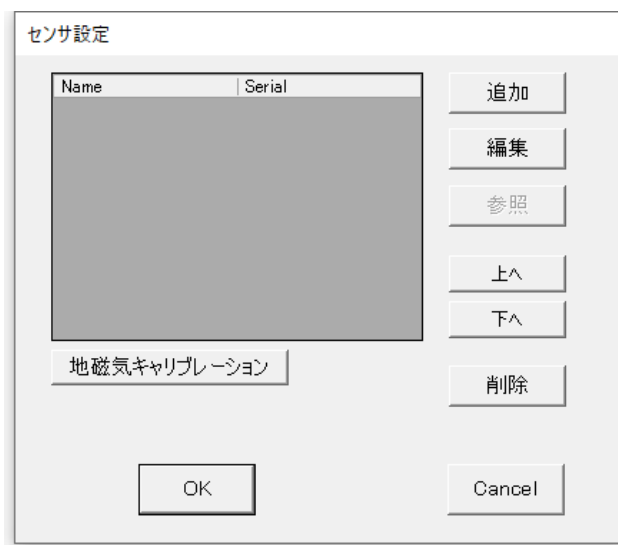 センサ設定
Name Serial
追加
編集
参照
上へ
下へ
地磁気キャリブレーション
削除
OK Cancel